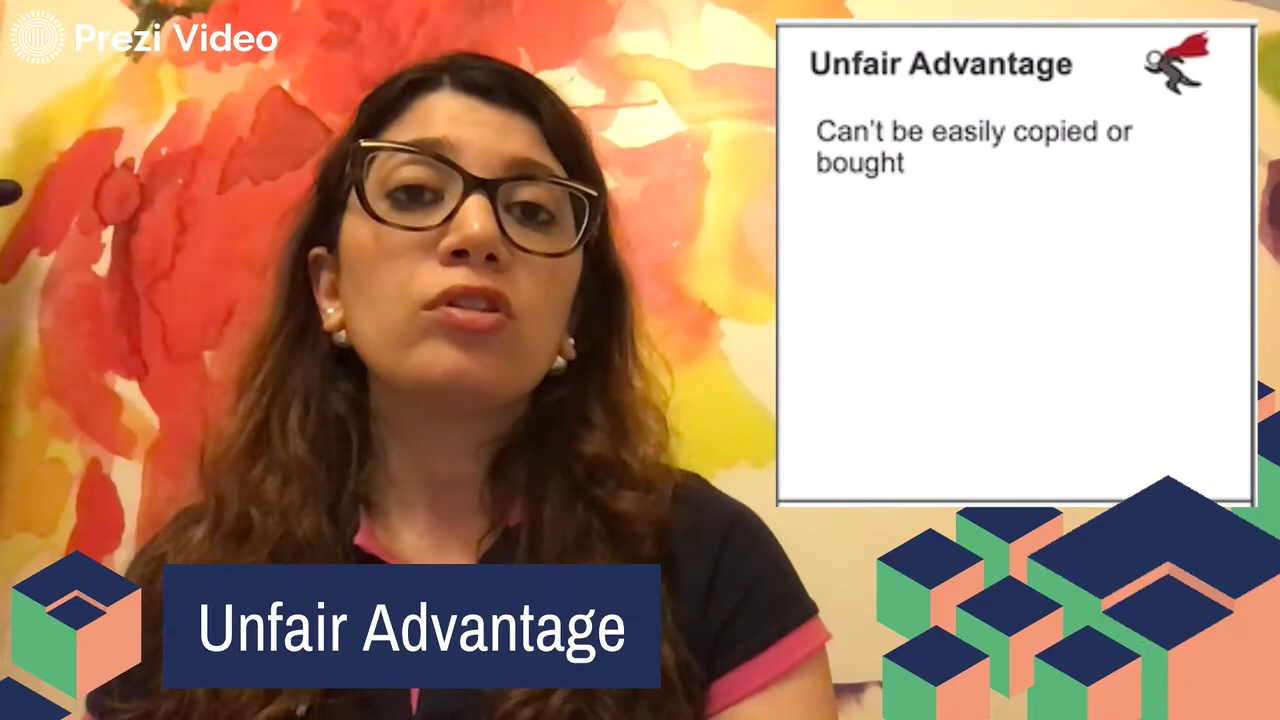 Prezi Video
Unfair Advantage
Can't be easily copied or
bought
Unfair Advantage